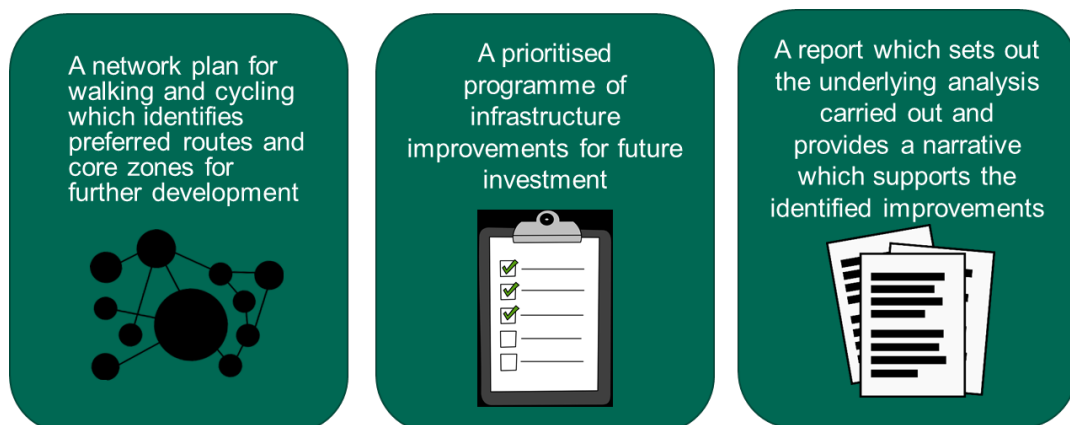 A network plan for
walking and cycling
which identifies
preferred routes and
core zones for
further development
A prioritised
programme of
infrastructure
improvements for future
investment
A report which sets out
the underlying analysis
carried out and
provides a narrative
which supports the
identified improvements